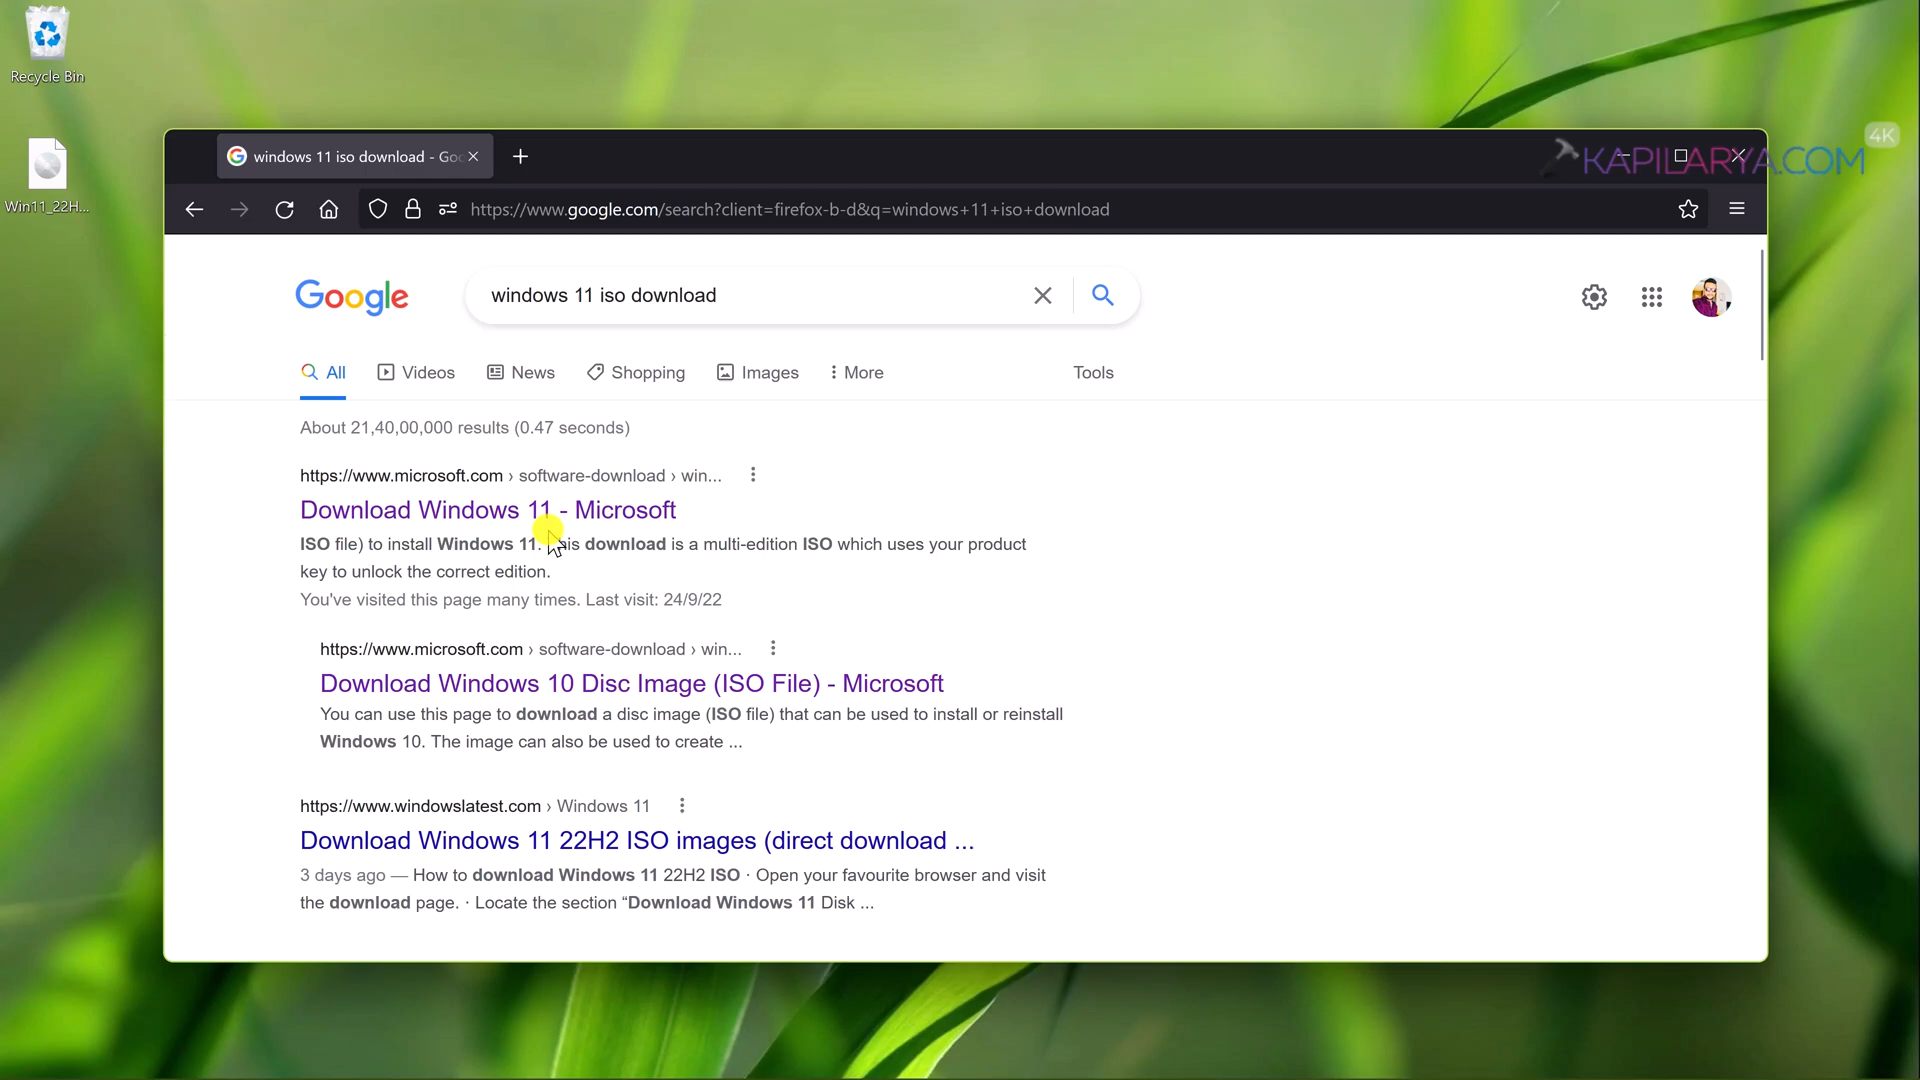 Recycle Bin
Win11_22H...
4K
KAPILARYA.COM
windows 11 iso download - Goo
https://www.google.com/search?client=firefox-b-d&q=windows+11+iso+download
Google
windows 11 iso download
All Videos News Shopping Images More Tools
About 21,40,00,000 results (0.47 seconds)
https://www.microsoft.com › software-download › win...
Download Windows 11 - Microsoft
ISO file) to install Windows 11. This download is a multi-edition ISO which uses your product
key to unlock the correct edition.
You've visited this page many times. Last visit: 24/9/22
https://www.microsoft.com › software-download › win...
Download Windows 10 Disc Image (ISO File) - Microsoft
You can use this page to download a disc image (ISO file) that can be used to install or reinstall
Windows 10. The image can also be used to create ...
https://www.windowslatest.com › Windows 11
Download Windows 11 22H2 ISO images (direct download ...
3 days ago — How to download Windows 11 22H2 ISO · Open your favourite browser and visit
the download page. · Locate the section “Download Windows 11 Disk ...